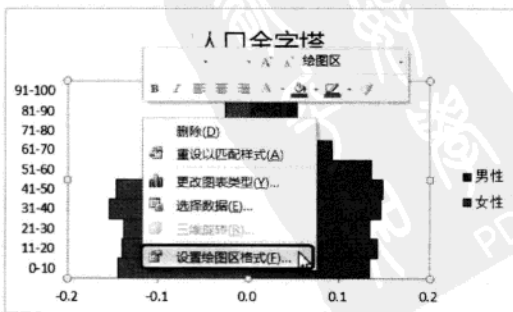 人口金字塔
绘图区
B I A
91-100
81-90
71-80
61-70
51-60
41-50
31-40
21-30
11-20
0-10
删除(D)
重设以匹配样式(A)
更改图表类型(Y)...
选择数据(E)...
三维旋转(R)...
设置绘图区格式(F)...
男性
女性
-0.2 -0.1 0.0 0.1 0.2
PD